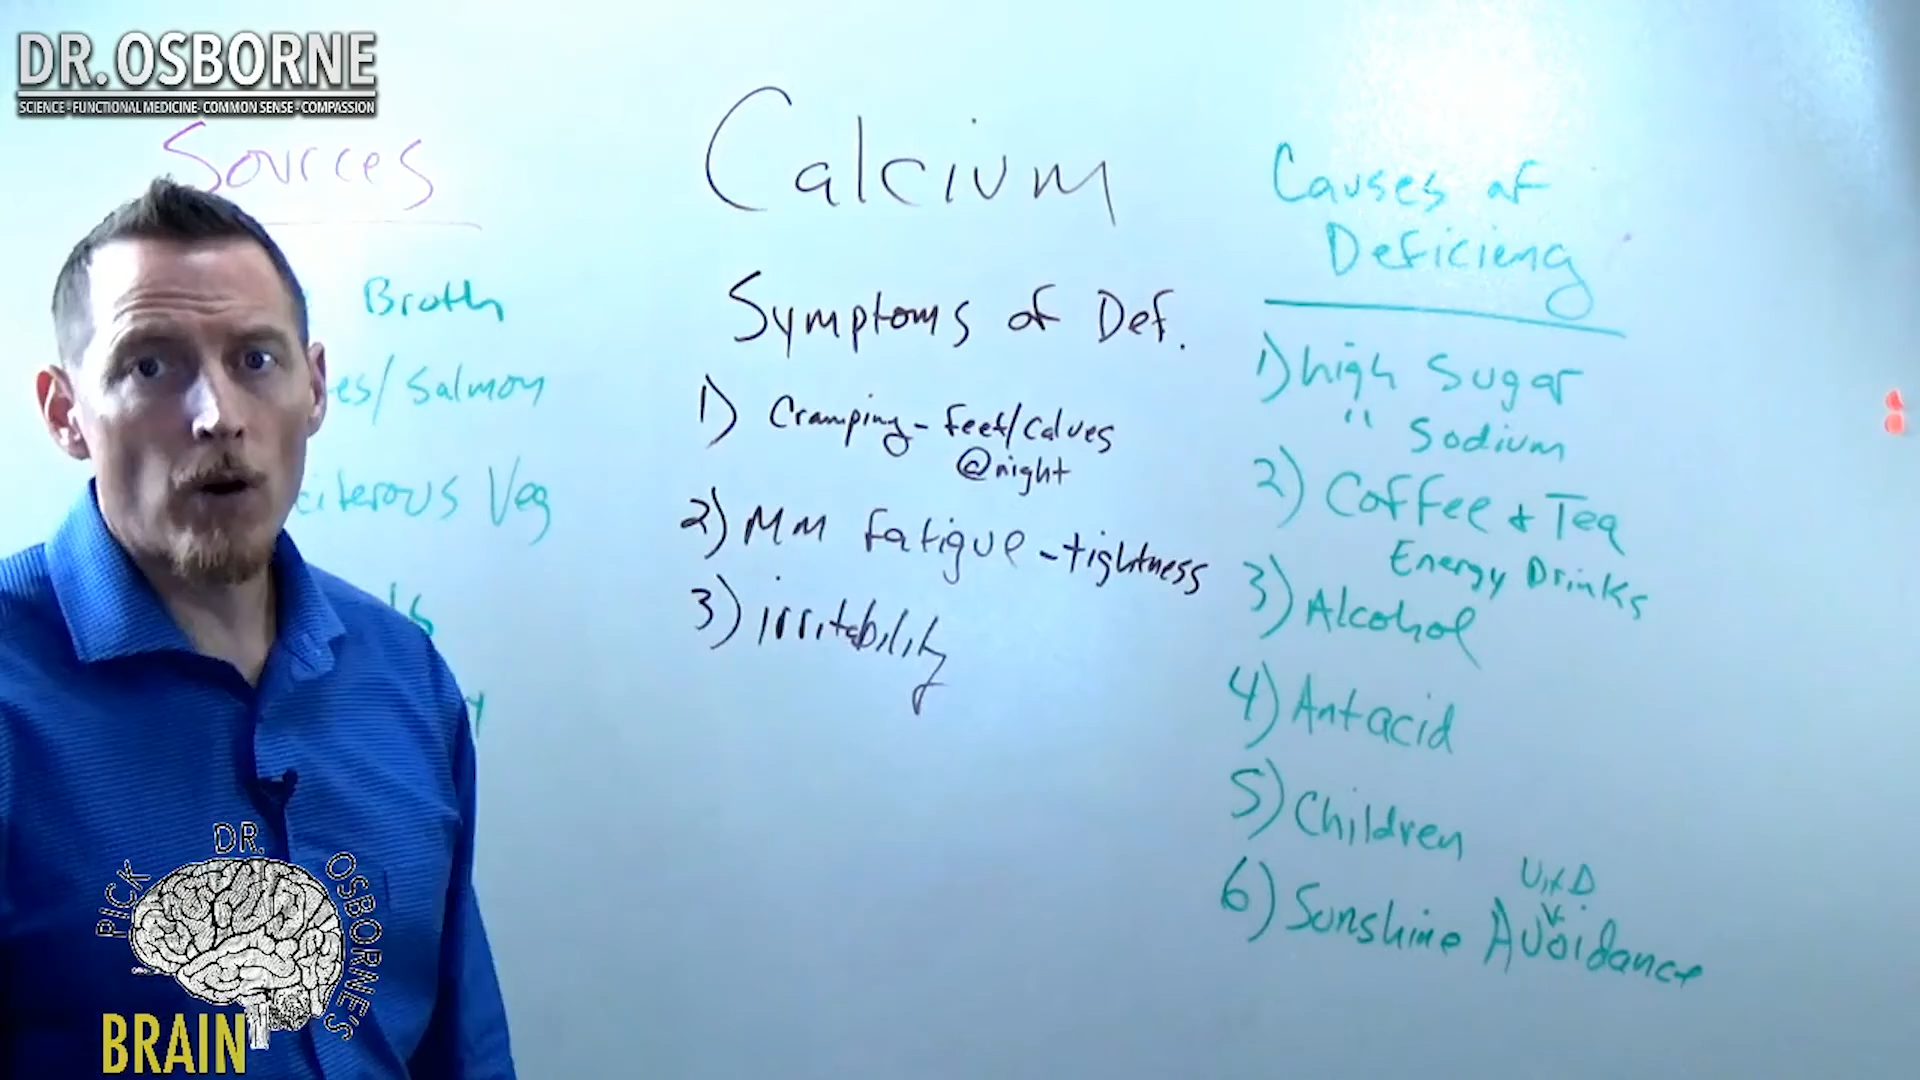 DR. OSBORNE
SCIENCE - FUNCTIONAL MEDICINE - COMMON SENSE - COMPASSION
Sources
Broth
es/ Salmon
citerous Veg
Calcium
Symptoms of Def.
1) Cramping - feet/calves
@night
2) MM fatigue - tightness
3) irritability
Causes of
Deficiency
1) high Sugar
" Sodium
2) Coffee & Tea
Energy Drinks
3) Alcohol
4) Antacid
5) Children
Vit D
6) Sunshine Avoidance
PICK DR. OSBORNE'S
BRAIN